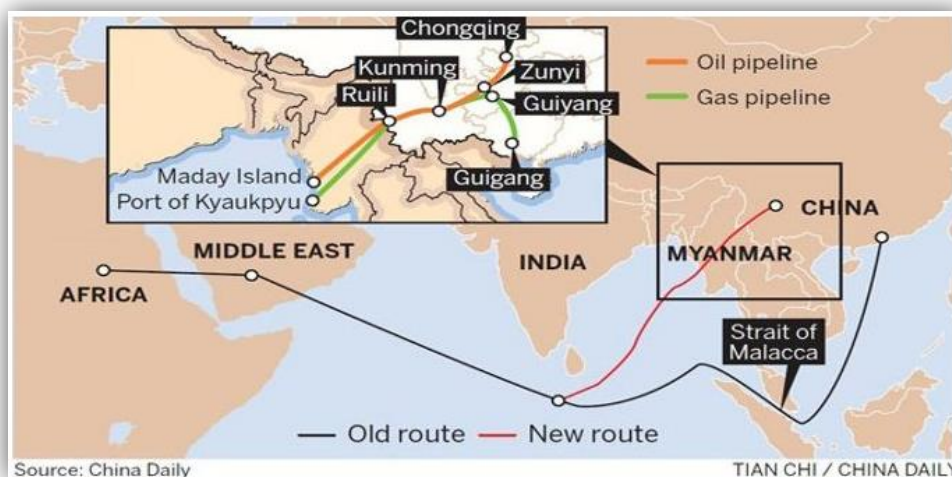 Chongqing
Kunming
Zunyi
Ruili
Guiyang
Guigang
Maday Island
Port of Kyaukpyu
Oil pipeline
Gas pipeline
CHINA
MIDDLE EAST
INDIA
MYANMAR
AFRICA
Strait of
Malacca
Old route
New route
Source: China Daily
TIAN CHI / CHINA DAILY